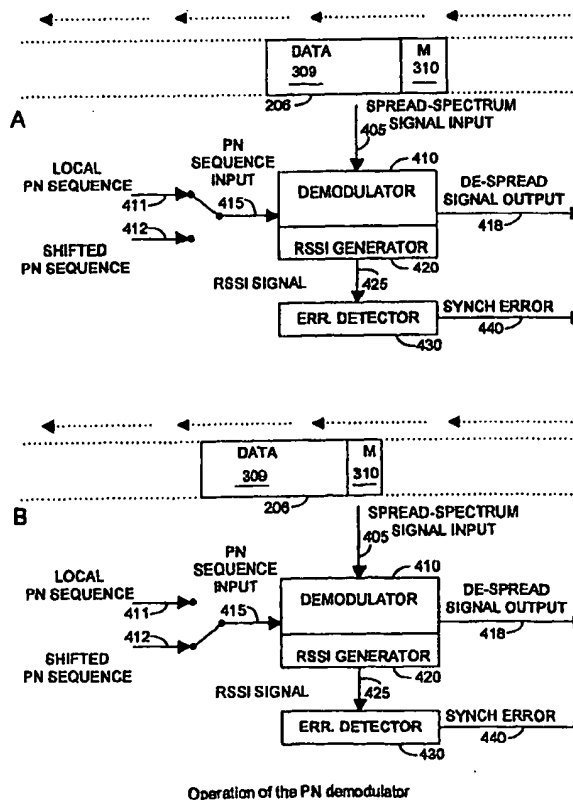 DATA M
309 310
206
A
SPREAD-SPECTRUM
SIGNAL INPUT
405
PN
SEQUENCE
INPUT
LOCAL
PN SEQUENCE
411
415
412
SHIFTED
PN SEQUENCE
410
DEMODULATOR
RSSI GENERATOR
DE-SPREAD
SIGNAL OUTPUT
418
420
RSSI SIGNAL
425
ERR. DETECTOR
430
SYNCH ERROR
440
DATA M
309 310
206
B
SPREAD-SPECTRUM
SIGNAL INPUT
405
PN
SEQUENCE
INPUT
LOCAL
PN SEQUENCE
411
415
412
SHIFTED
PN SEQUENCE
410
DEMODULATOR
RSSI GENERATOR
DE-SPREAD
SIGNAL OUTPUT
418
420
RSSI SIGNAL
425
ERR. DETECTOR
430
SYNCH ERROR
440
Operation of the PN demodulator